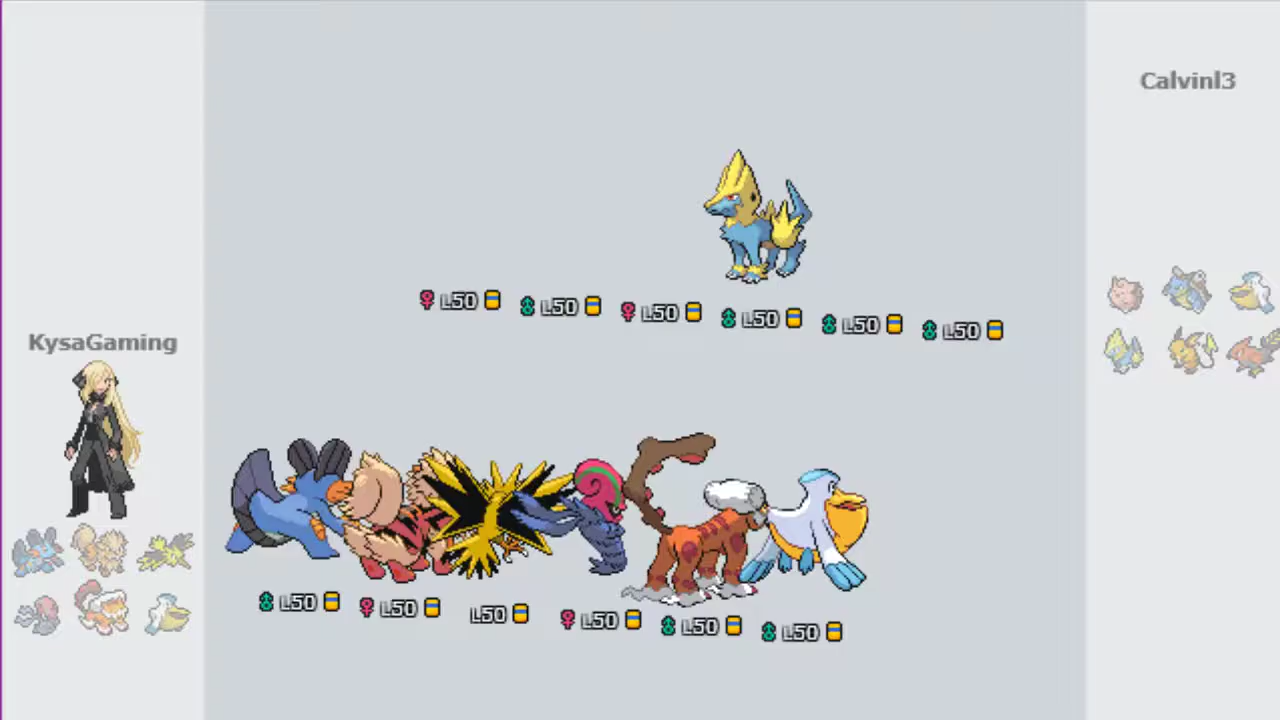 Calvinl3
♀ L50 ♂ L50 ♀ L50 ♂ L50 ♂ L50 ♂ L50
KysaGaming
♂ L50 ♀ L50 L50 ♀ L50 ♂ L50 ♂ L50